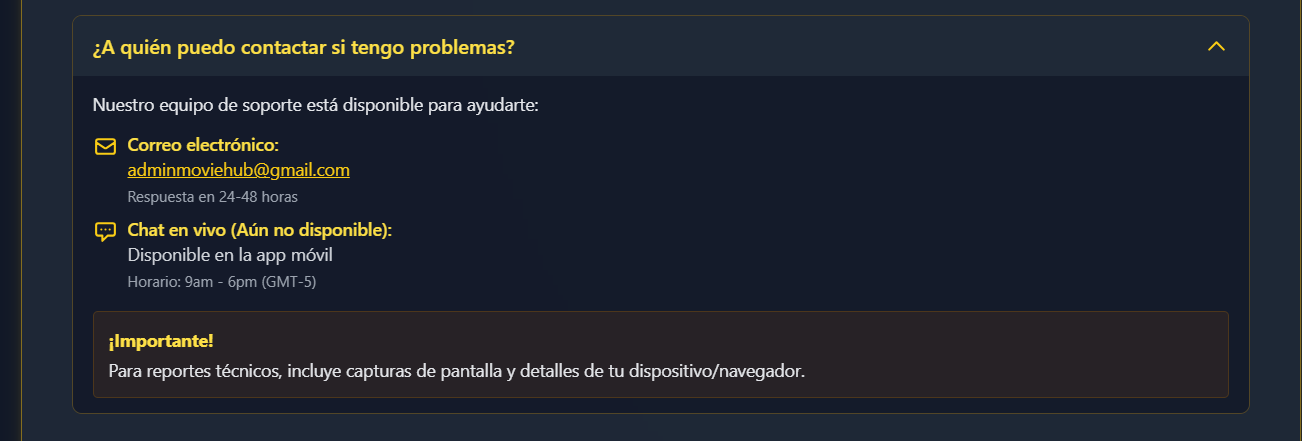 ¿A quién puedo contactar si tengo problemas?
Nuestro equipo de soporte está disponible para ayudarte:
Correo electrónico:
adminmoviehub@gmail.com
Respuesta en 24-48 horas
Chat en vivo (Aún no disponible):
Disponible en la app móvil
Horario: 9am - 6pm (GMT-5)
¡Importante!
Para reportes técnicos, incluye capturas de pantalla y detalles de tu dispositivo/navegador.